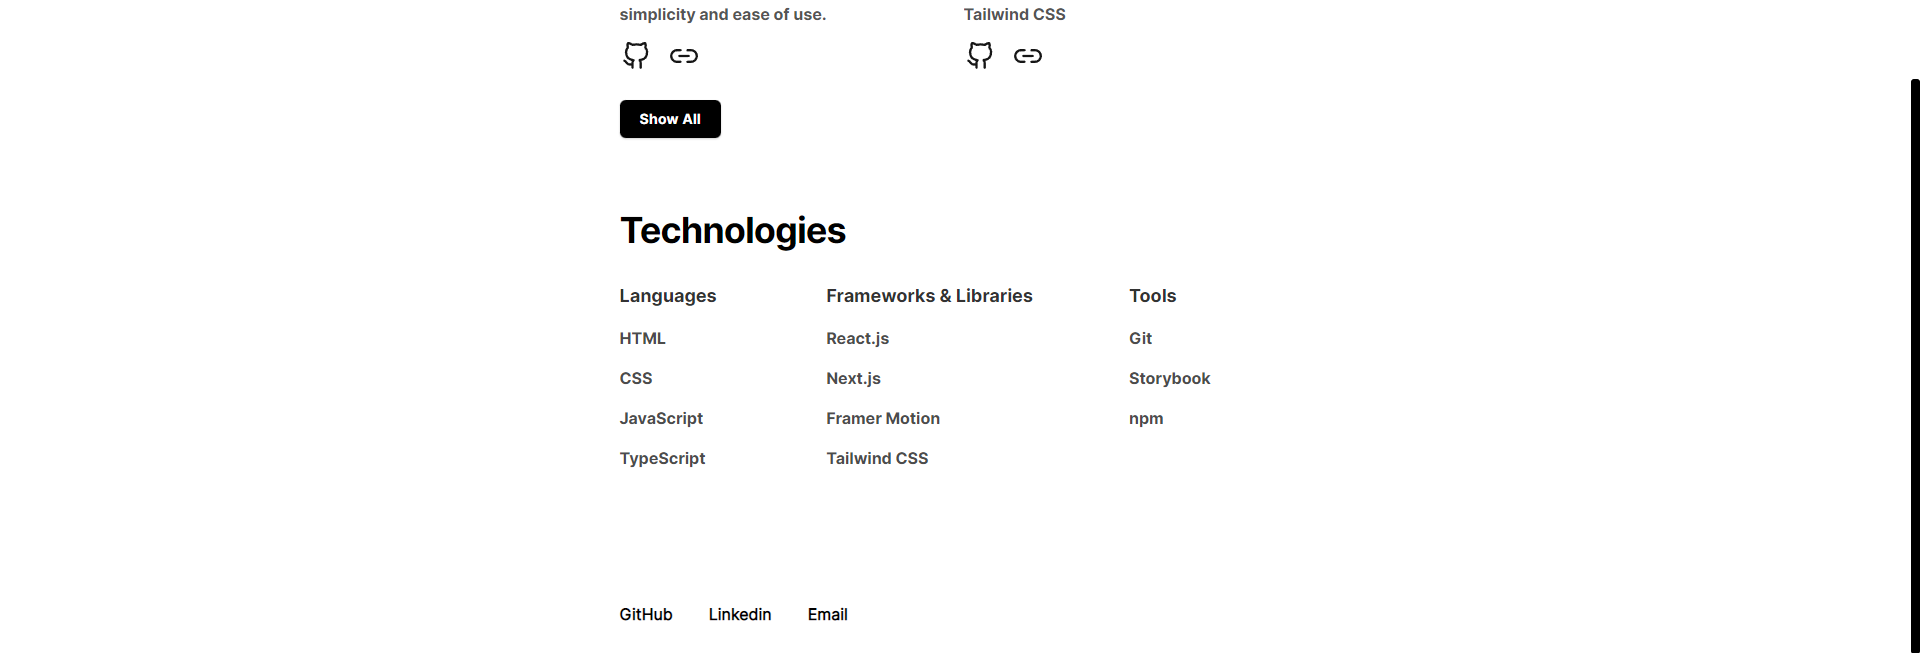 simplicity and ease of use.
Tailwind CSS
Show All
Technologies
Languages
HTML
CSS
JavaScript
TypeScript
Frameworks & Libraries
React.js
Next.js
Framer Motion
Tailwind CSS
Tools
Git
Storybook
npm
GitHub
Linkedin
Email